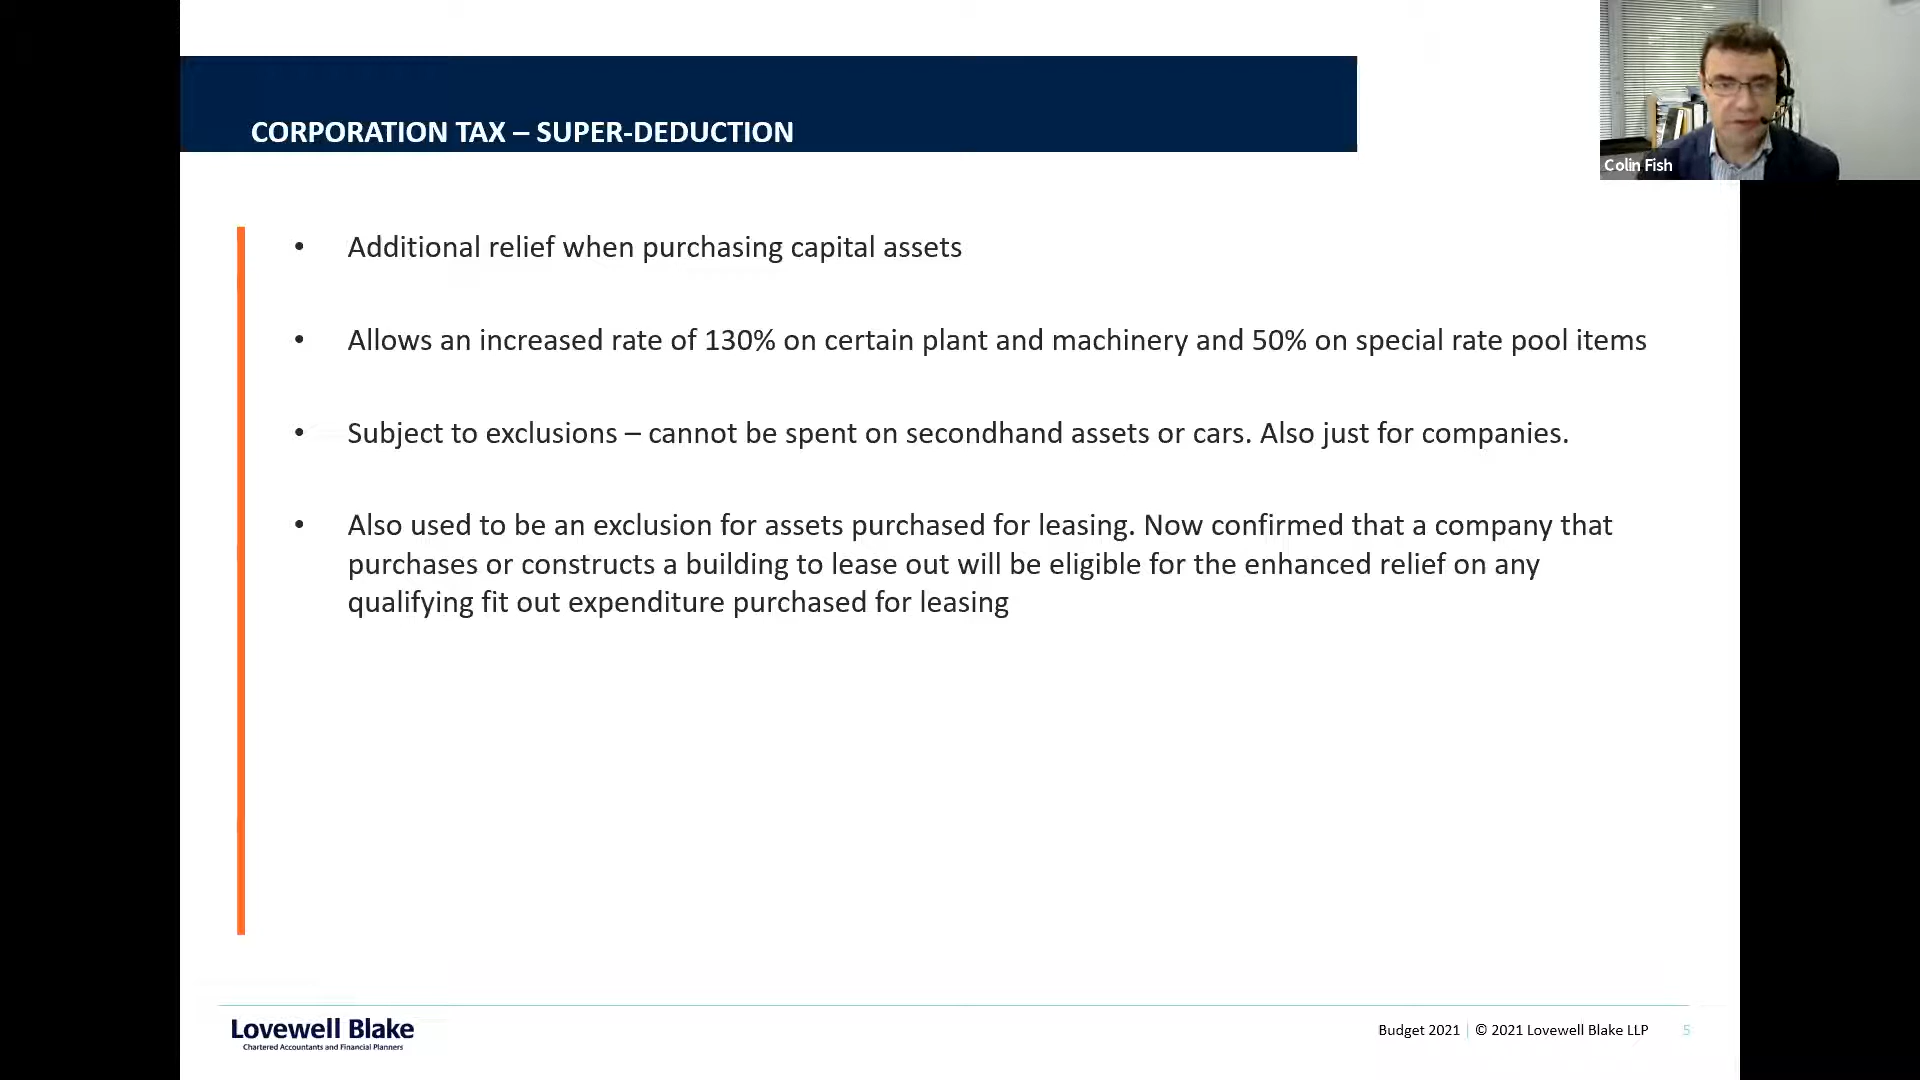 CORPORATION TAX – SUPER-DEDUCTION
Colin Fish
• Additional relief when purchasing capital assets
• Allows an increased rate of 130% on certain plant and machinery and 50% on special rate pool items
• Subject to exclusions – cannot be spent on secondhand assets or cars. Also just for companies.
• Also used to be an exclusion for assets purchased for leasing. Now confirmed that a company that
purchases or constructs a building to lease out will be eligible for the enhanced relief on any
qualifying fit out expenditure purchased for leasing
Lovewell Blake
Chartered Accountants and Financial Planners
Budget 2021 | © 2021 Lovewell Blake LLP 5